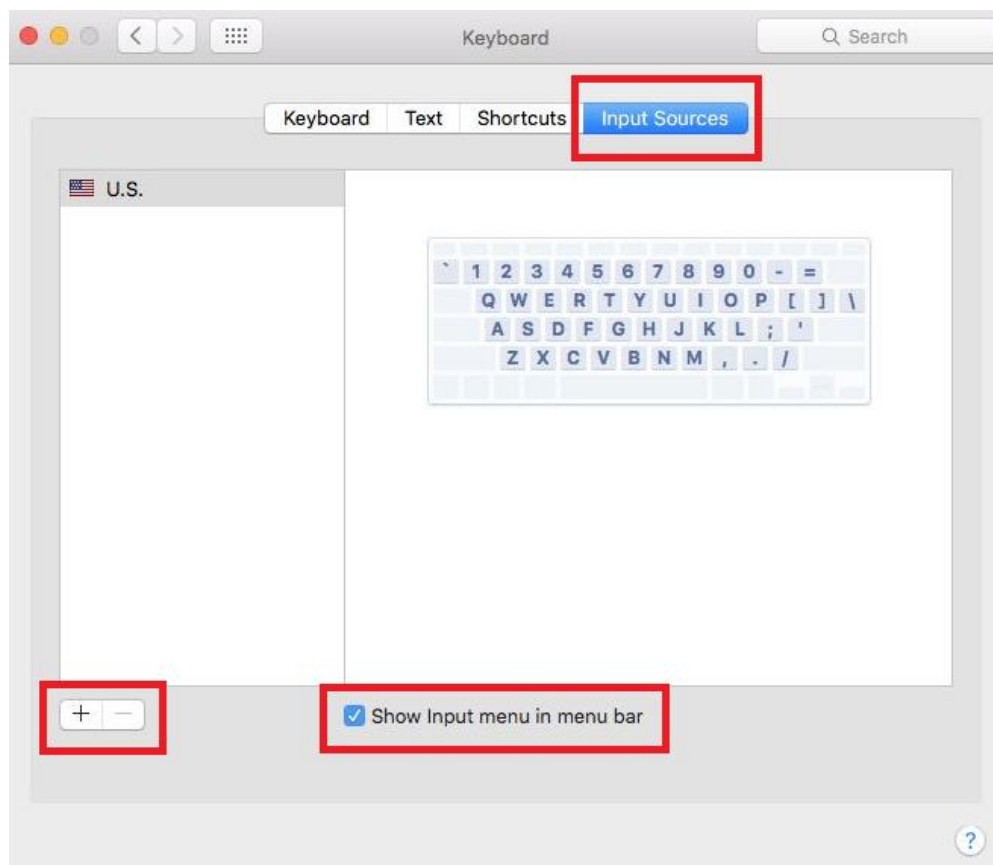 Keyboard
Search
Keyboard Text Shortcuts Input Sources
U.S.
` 1 2 3 4 5 6 7 8 9 0 - =
Q W E R T Y U I O P [ ] \
A S D F G H J K L ; '
Z X C V B N M , . /
+ −
Show Input menu in menu bar
?